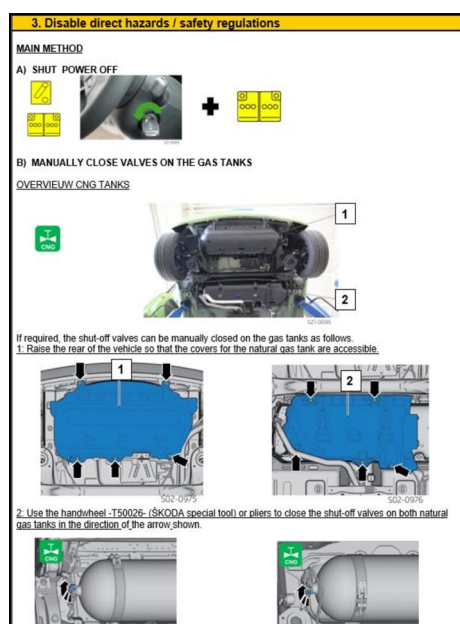 3. Disable direct hazards / safety regulations
MAIN METHOD
A) SHUT POWER OFF
B) MANUALLY CLOSE VALVES ON THE GAS TANKS
OVERVIEUW CNG TANKS
CNG
1
2
S21-0099
If required, the shut-off valves can be manually closed on the gas tanks as follows.
1: Raise the rear of the vehicle so that the covers for the natural gas tank are accessible.
1
2
S02-0975
S02-0976
2: Use the handwheel -T50026- (ŠKODA special tool) or pliers to close the shut-off valves on both natural
gas tanks in the direction of the arrow shown.
CNG
CNG